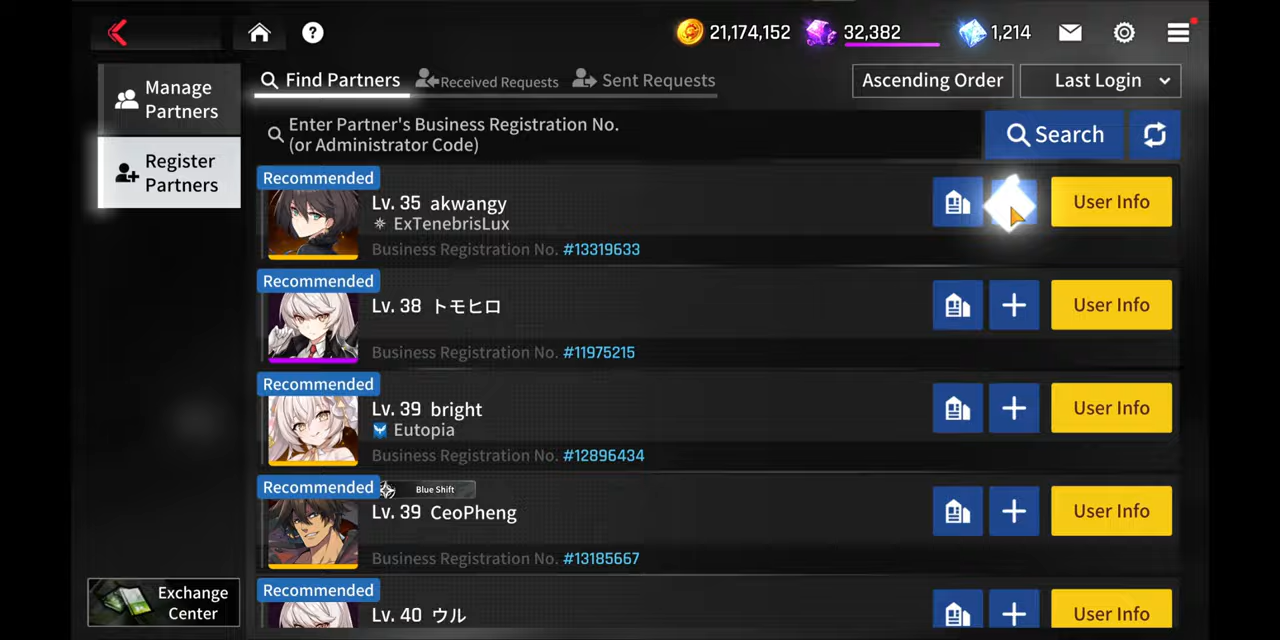 21,174,152
32,382
1,214
Manage
Partners
Register
Partners
Find Partners
Received Requests
Sent Requests
Ascending Order
Last Login
Enter Partner's Business Registration No.
(or Administrator Code)
Search
Recommended
Lv. 35 akwangy
ExTenebrisLux
Business Registration No. #13319633
User Info
Recommended
Lv. 38 トモヒロ
Business Registration No. #11975215
User Info
Recommended
Lv. 39 bright
Eutopia
Business Registration No. #12896434
User Info
Recommended
Blue Shift
Lv. 39 CeoPheng
Business Registration No. #13185667
User Info
Recommended
Lv. 40 ウル
User Info
Exchange
Center